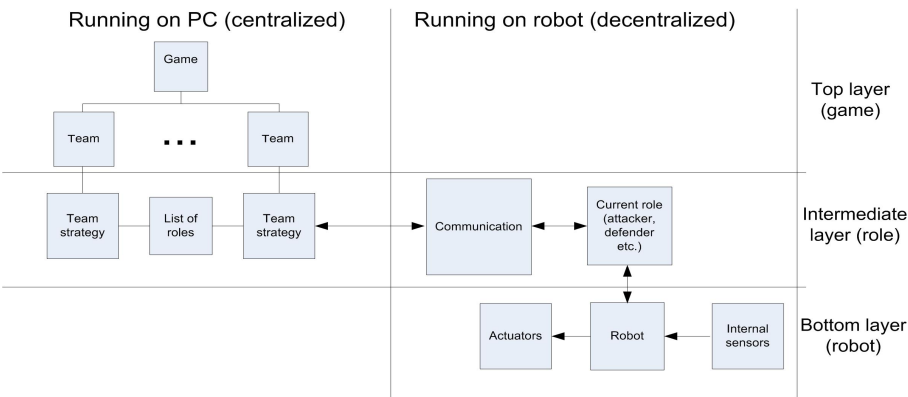 Running on PC (centralized)
Running on robot (decentralized)
Game
Top layer
(game)
Team
...
Team
Team
strategy
List of
roles
Team
strategy
Communication
Current role
(attacker,
defender
etc.)
Intermediate
layer (role)
Actuators
Robot
Internal
sensors
Bottom layer
(robot)